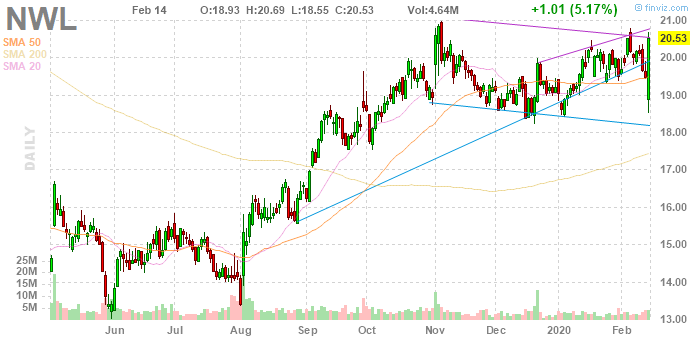 NWL
Feb 14 O:18.93 H:20.69 L:18.55 C:20.53 Vol:4.64M +1.01 (5.17%)
© finviz.com
SMA 50
SMA 200
SMA 20
DAILY
21.00
20.53
20.00
19.00
18.00
17.00
16.00
15.00
14.00
13.00
25M
20M
15M
10M
5M
Jun Jul Aug Sep Oct Nov Dec 2020 Feb